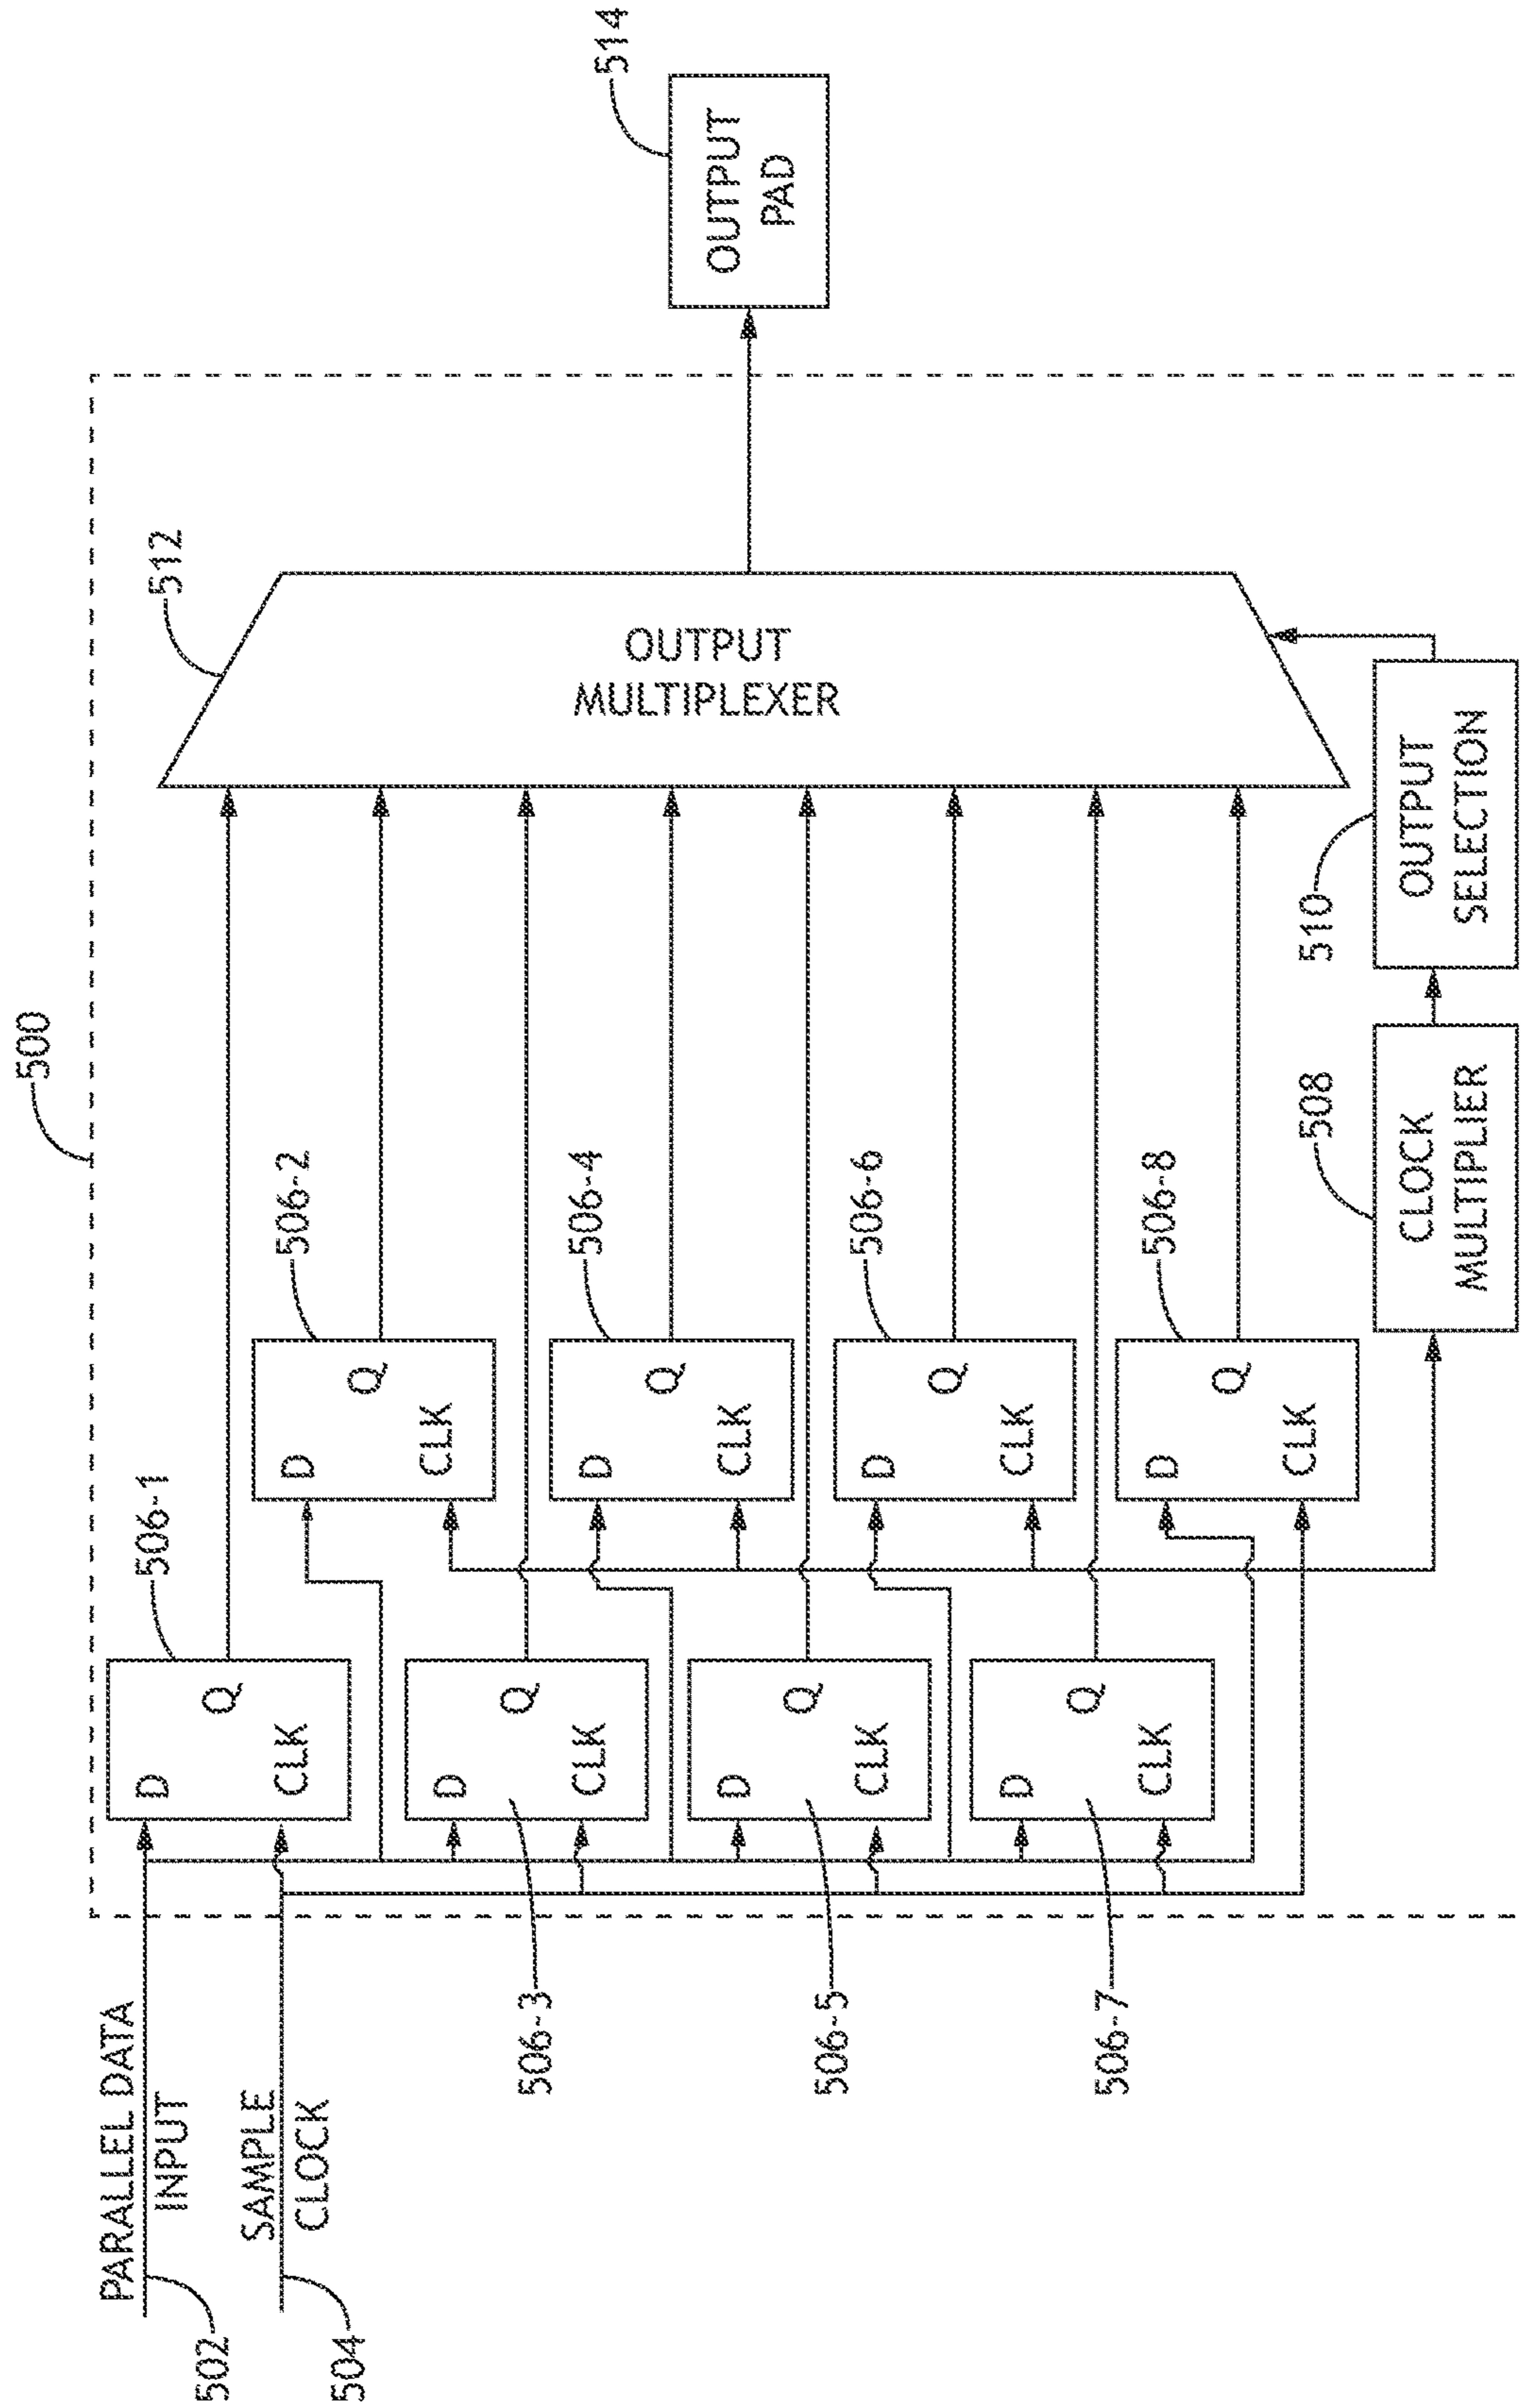 500
PARALLEL DATA
INPUT
502
SAMPLE
CLOCK
504
506-1
D
Q
CLK
506-2
D
Q
CLK
506-3
D
Q
CLK
506-4
D
Q
CLK
506-5
D
Q
CLK
506-6
D
Q
CLK
506-7
D
Q
CLK
506-8
D
Q
CLK
508
CLOCK
MULTIPLIER
510
OUTPUT
SELECTION
512
OUTPUT
MULTIPLEXER
514
OUTPUT
PAD